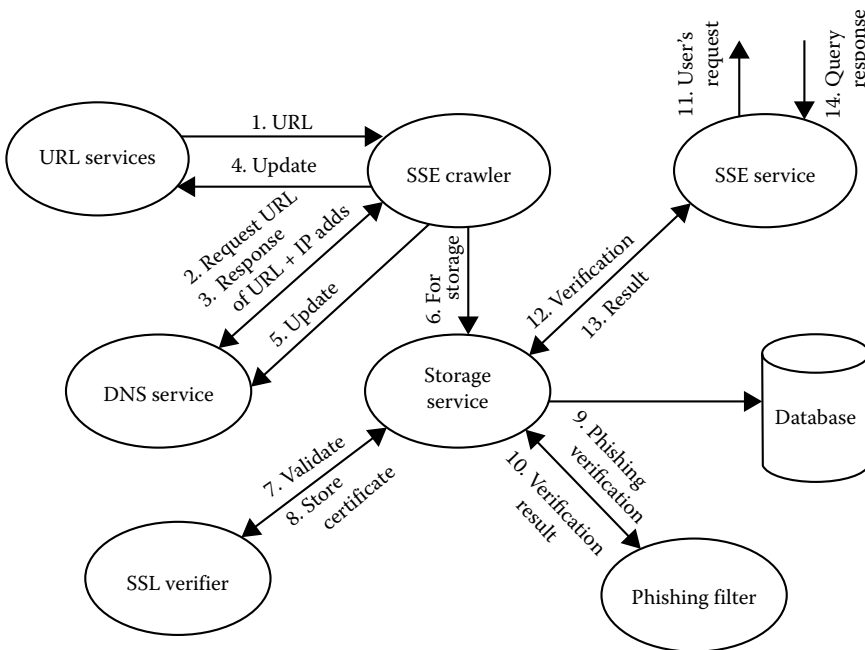 11. User's
request
14. Query
response
1. URL
URL services
4. Update
SSE crawler
SSE service
2. Request URL
3. Response
of URL + IP adds
5. Update
6. For
storage
12. Verification
13. Result
DNS service
Storage
service
Database
7. Validate
8. Store
certificate
9. Phishing
verification
10. Verification
result
SSL verifier
Phishing filter